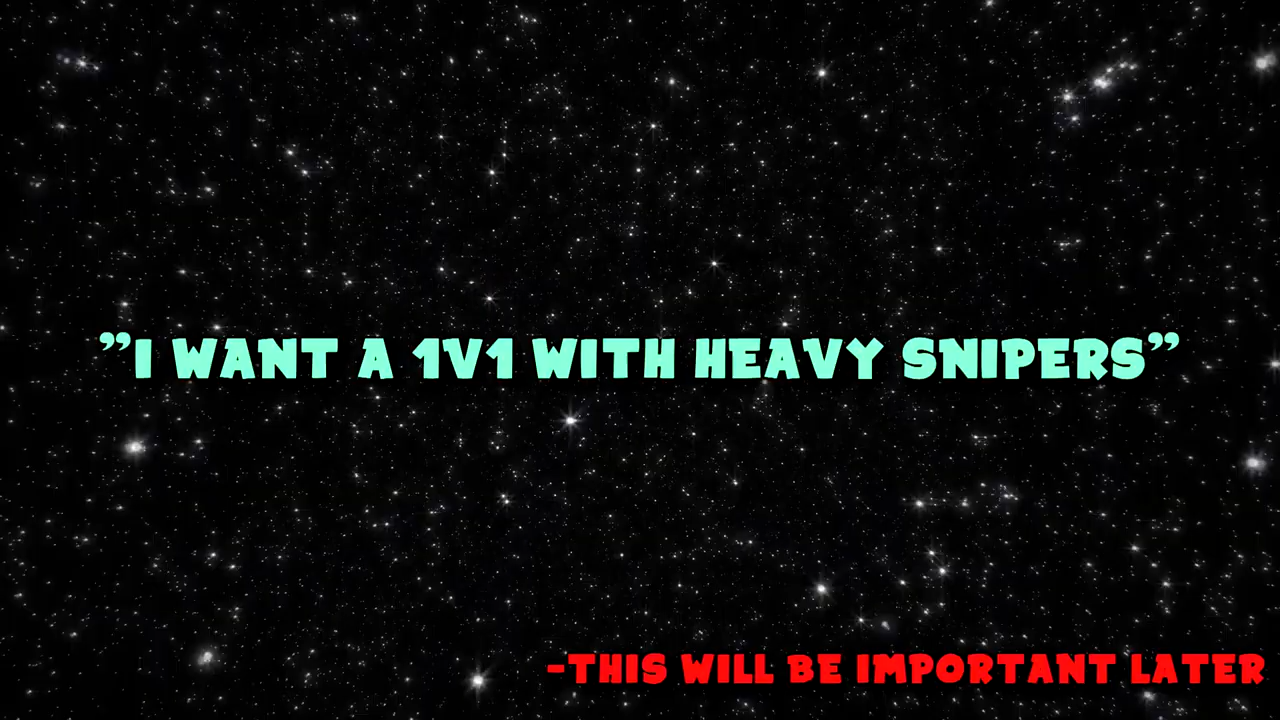 ”I WANT A 1V1 WITH HEAVY SNIPERS”
-THIS WILL BE IMPORTANT LATER